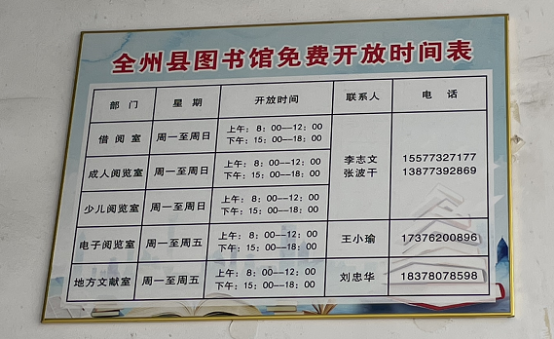 全州县图书馆免费开放时间表
部 门 星 期 开放时间 联系人 电 话
借 阅 室 周一至周日 上午：8：00—12：00
下午：15：00—18：00
成人阅览室 周一至周日 上午：8：00—12：00
下午：15：00—18：00
李志文 15577327177
张波干 13877392869
少儿阅览室 周一至周日 上午：8：00—12：00
下午：15：00—18：00
电子阅览室 周一至周五 上午：8：00—12：00
下午：15：00—18：00
王小瑜 17376200896
地方文献室 周一至周五 上午：8：00—12：00
下午：15：00—18：00
刘忠华 18378078598